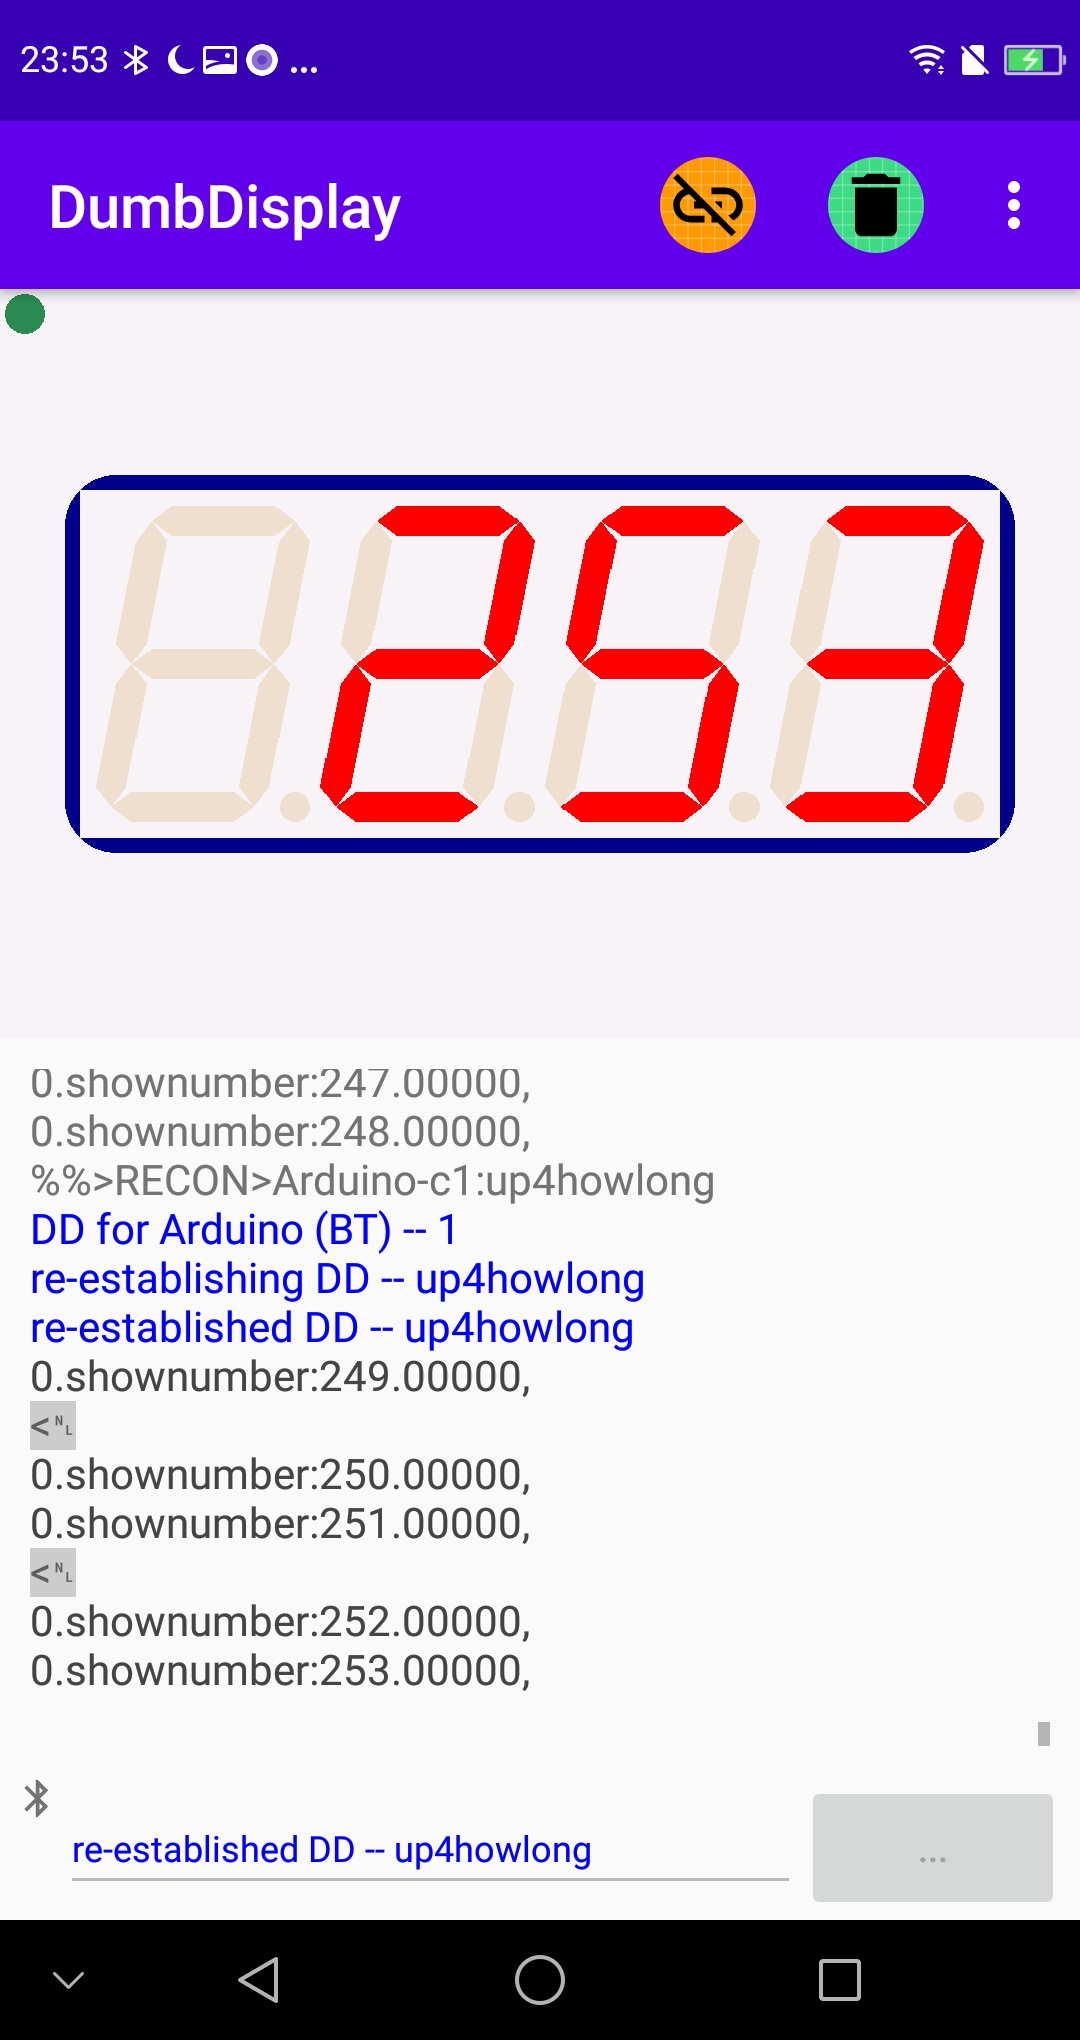 23:53 ...
DumbDisplay
253
0.shownumber:247.00000,
0.shownumber:248.00000,
%%>RECON>Arduino-c1:up4howlong
DD for Arduino (BT) -- 1
re-establishing DD -- up4howlong
re-established DD -- up4howlong
0.shownumber:249.00000,
<␤
0.shownumber:250.00000,
0.shownumber:251.00000,
<␤
0.shownumber:252.00000,
0.shownumber:253.00000,
re-established DD -- up4howlong
...